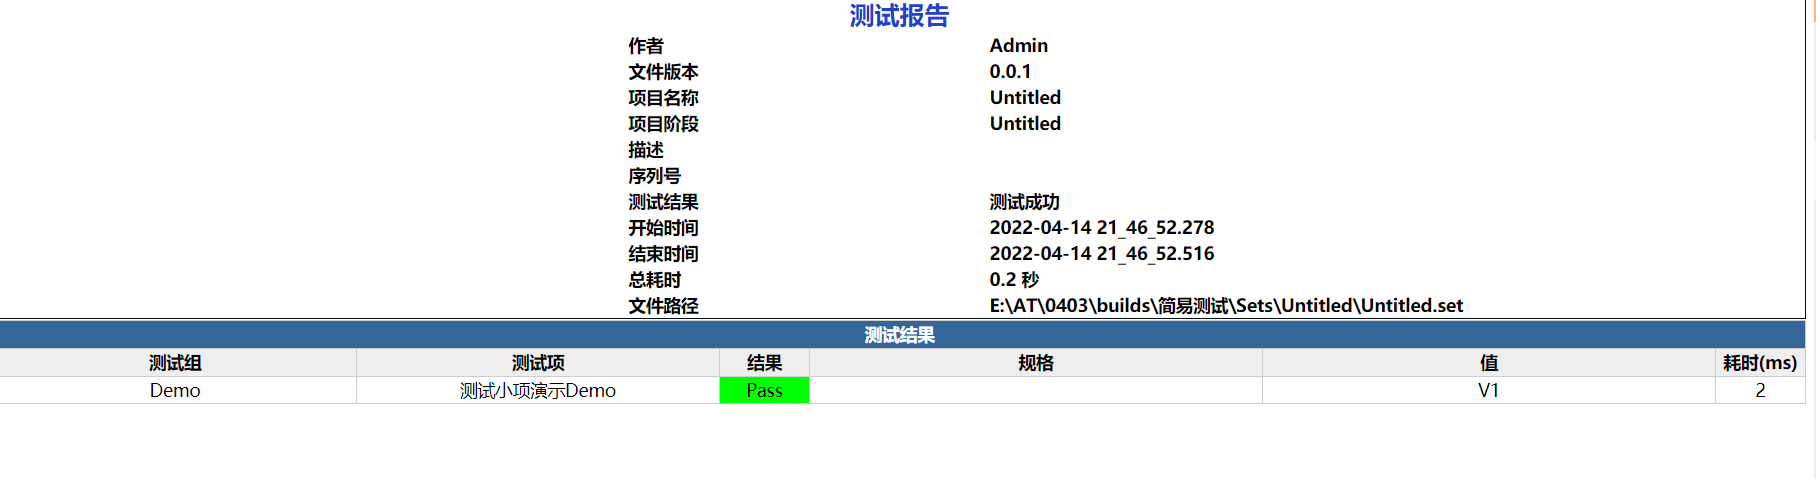 测试报告
作者 Admin
文件版本 0.0.1
项目名称 Untitled
项目阶段 Untitled
描述
序列号
测试结果 测试成功
开始时间 2022-04-14 21_46_52.278
结束时间 2022-04-14 21_46_52.516
总耗时 0.2 秒
文件路径 E:\AT\0403\builds\简易测试\Sets\Untitled\Untitled.set
测试结果
测试组 测试项 结果 规格 值 耗时(ms)
Demo 测试小项演示Demo Pass V1 2